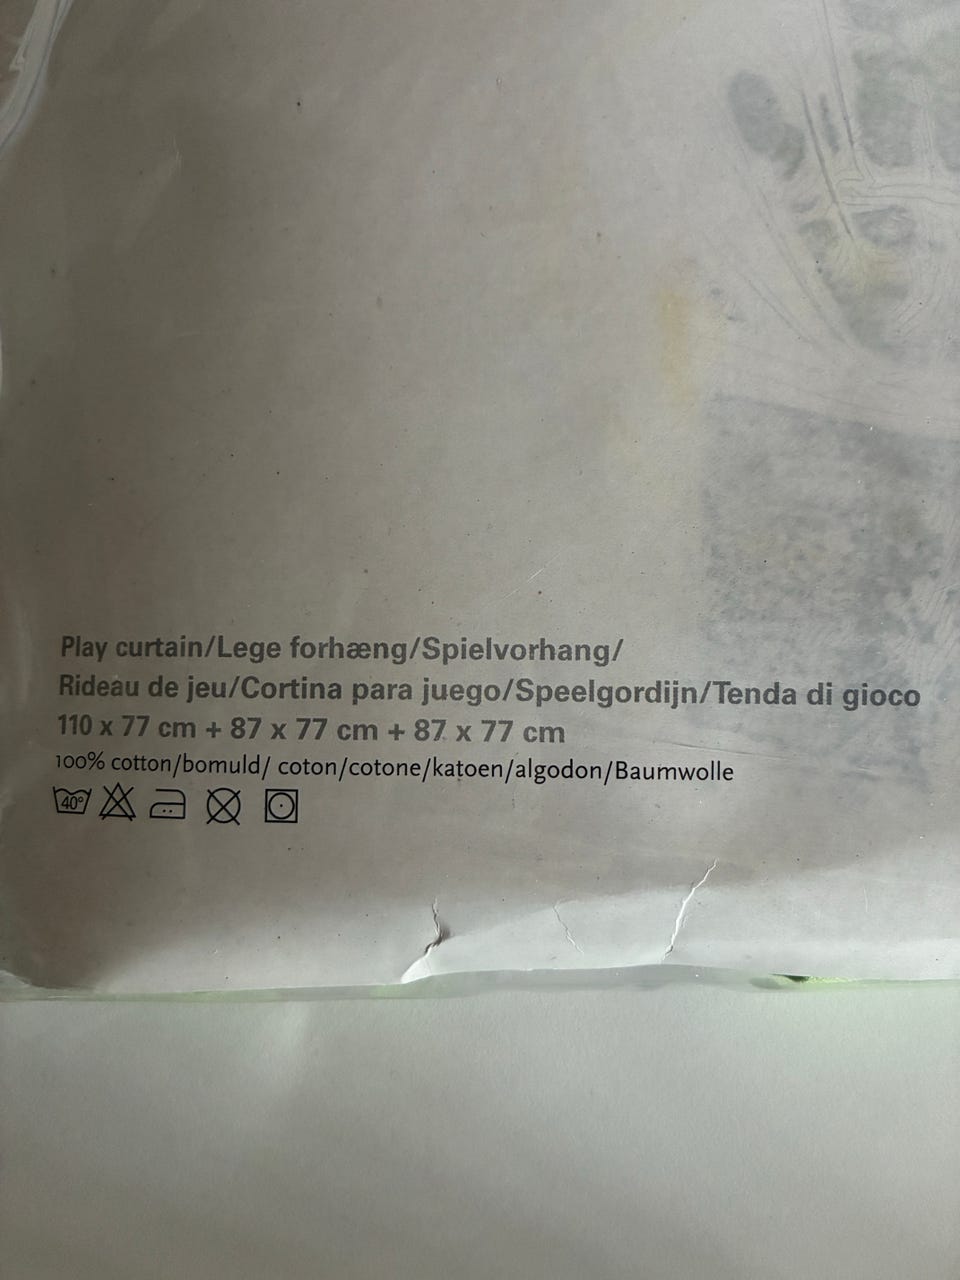 Play curtain/Lege forhæng/Spielvorhang/
Rideau de jeu/Cortina para juego/Speelgordijn/Tenda di gioco
110 x 77 cm + 87 x 77 cm + 87 x 77 cm
100% cotton/bomuld/ coton/cotone/katoen/algodon/Baumwolle
40°